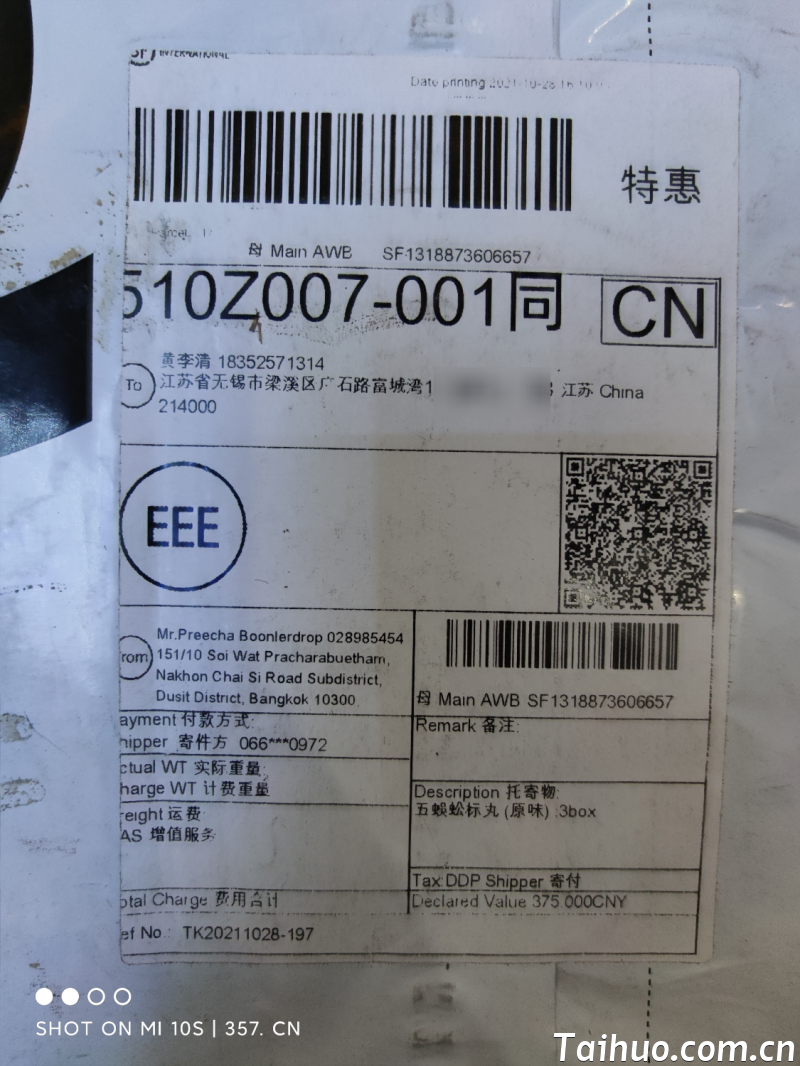 SF INTERNATIONAL
Date printing 2021-10-28 16:10
特惠
母 Main AWB SF1318873606657
510Z007-001同
CN
To
黄李清 18352571314
江苏省无锡市梁溪区广石路富城湾1 江苏 China
214000
EEE
rom
Mr.Preecha Boonlerdrop 028985454
151/10 Soi Wat Pracharabuetham,
Nakhon Chai Si Road Subdistrict,
Dusit District, Bangkok 10300
母 Main AWB SF1318873606657
ayment 付款方式:
hipper 寄件方 066***0972
ctual WT 实际重量:
harge WT 计费重量
reight 运费:
AS 增值服务:
otal Charge 费用合计
ef No.: TK20211028-197
Remark 备注:
Description 托寄物:
五蜈蚣标丸 (原味) :3box
Tax:DDP Shipper 寄付
Declared Value 375.000CNY
SHOT ON MI 10S | 357. CN
Taihuo.com.cn